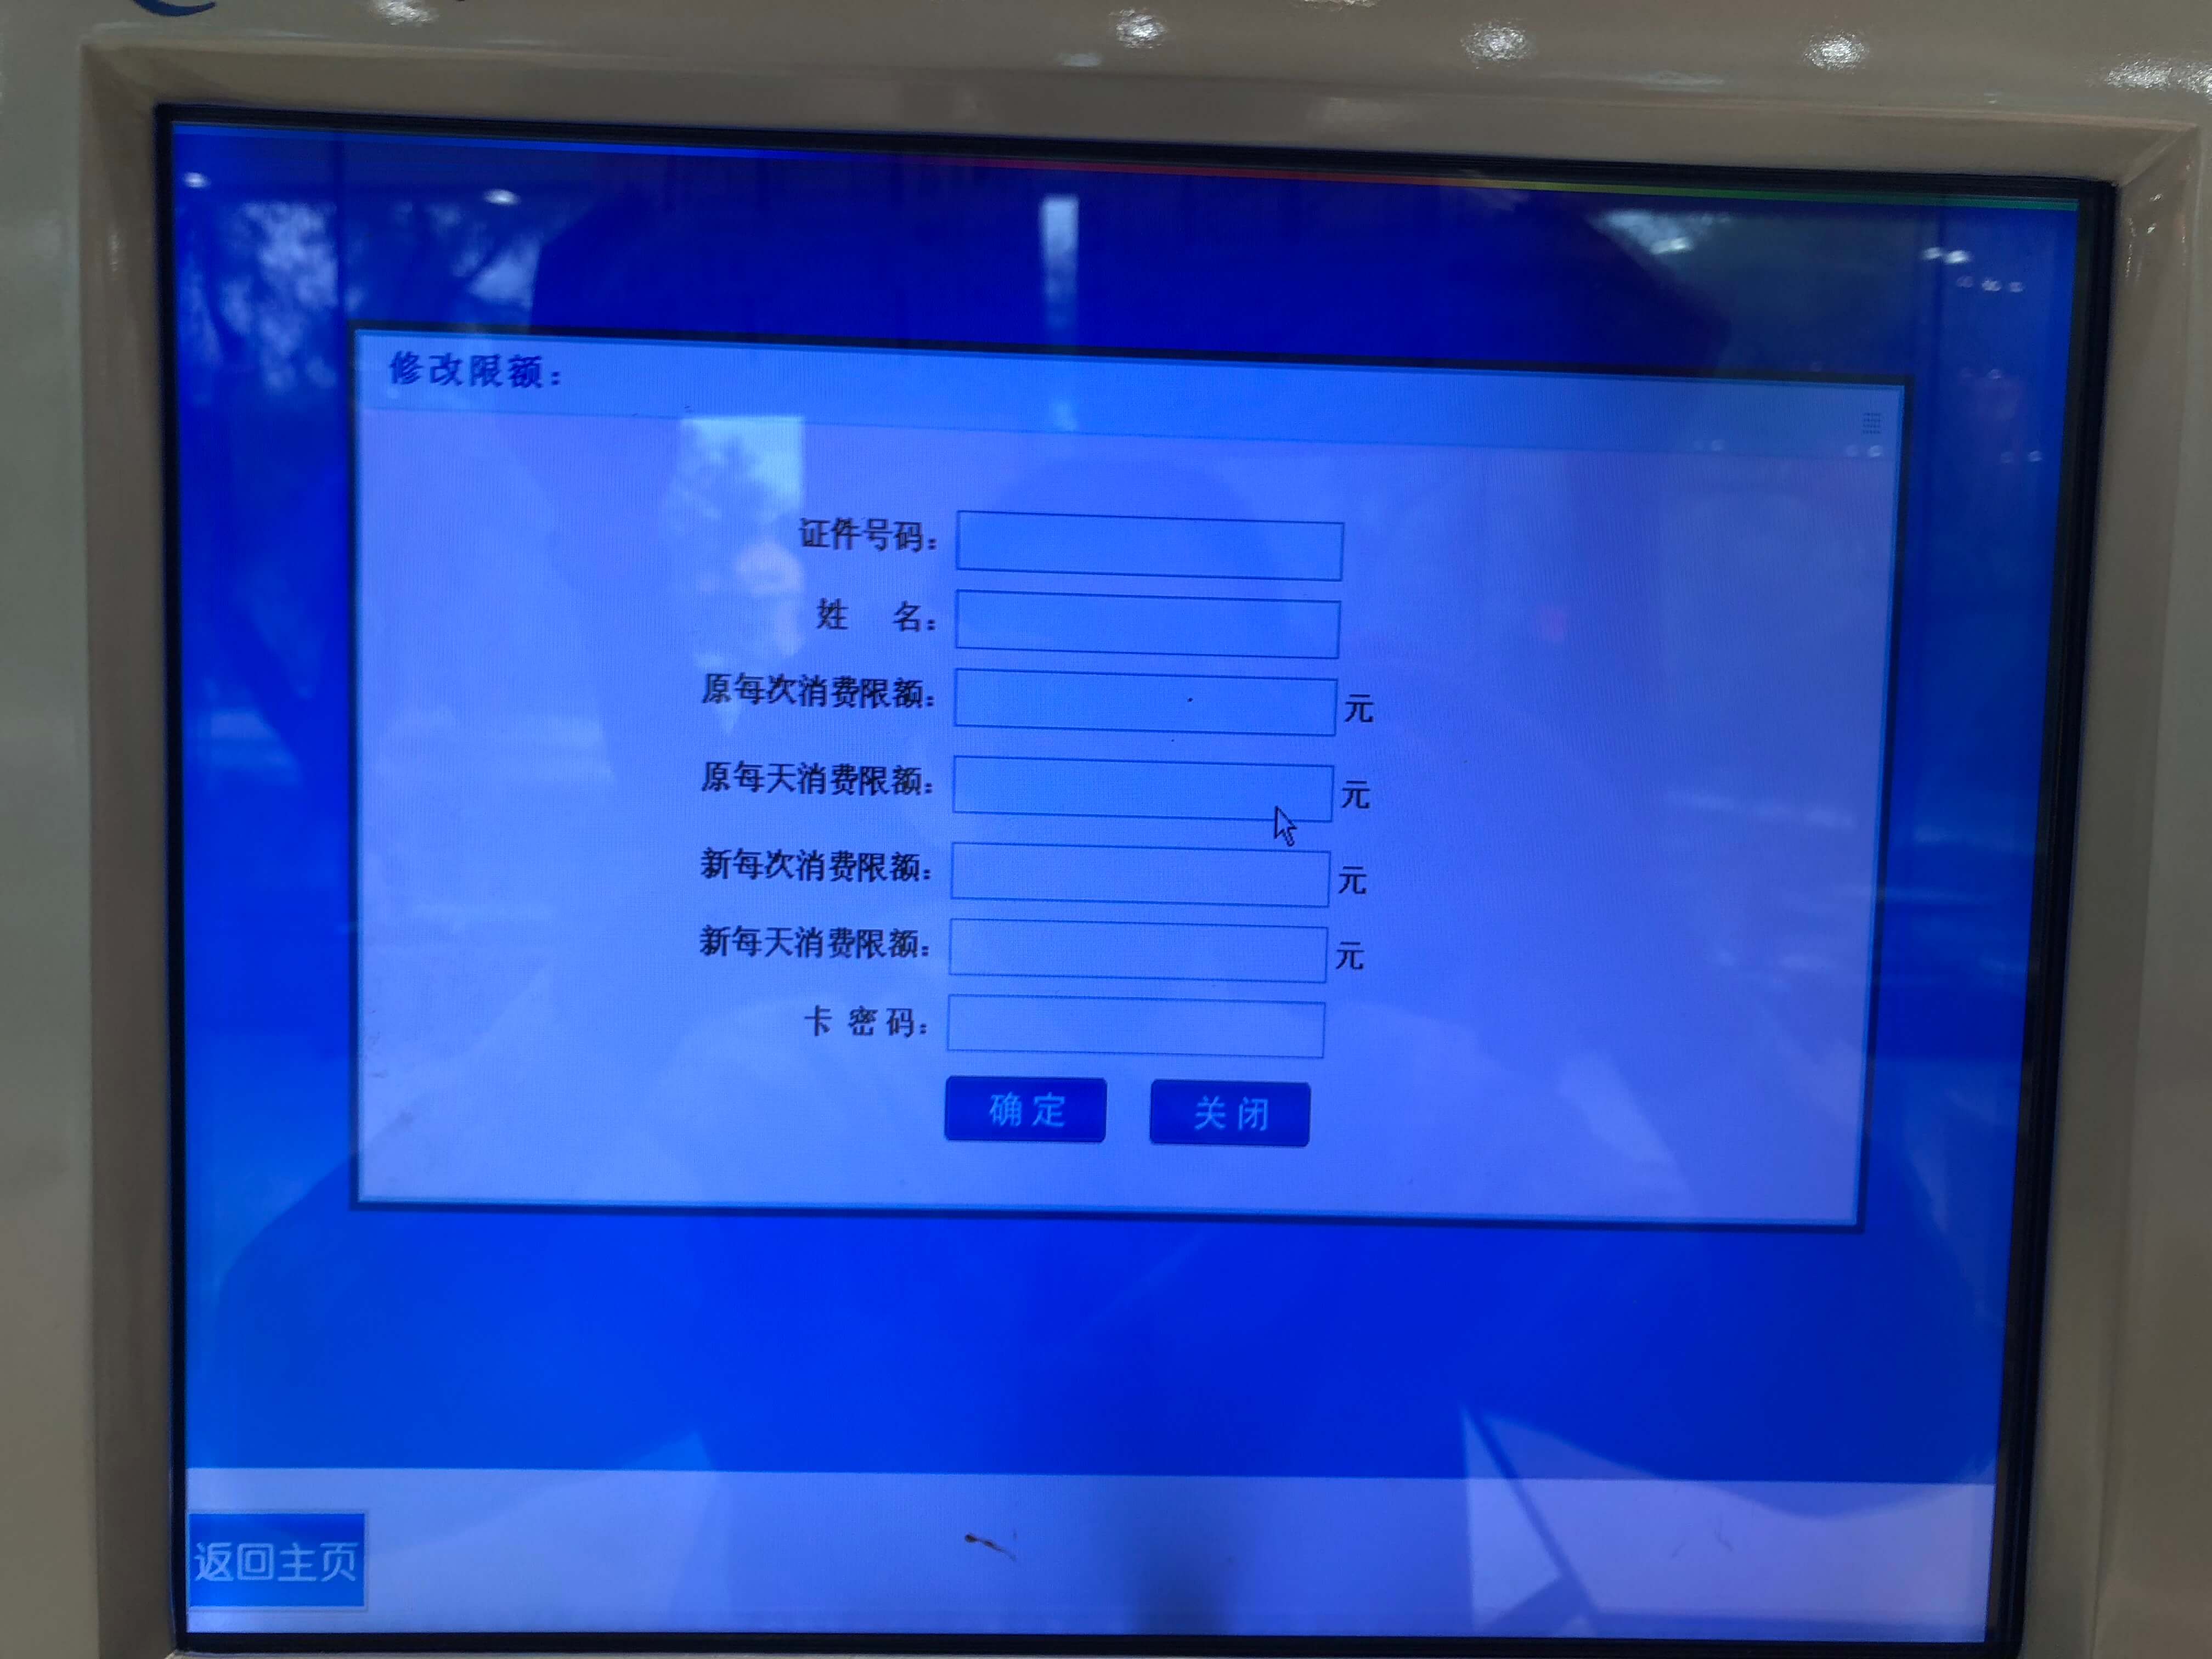 修改限额：
证件号码：
姓 名：
原每次消费限额： 元
原每天消费限额： 元
新每次消费限额： 元
新每天消费限额： 元
卡 密 码：
确 定 关 闭
返回主页